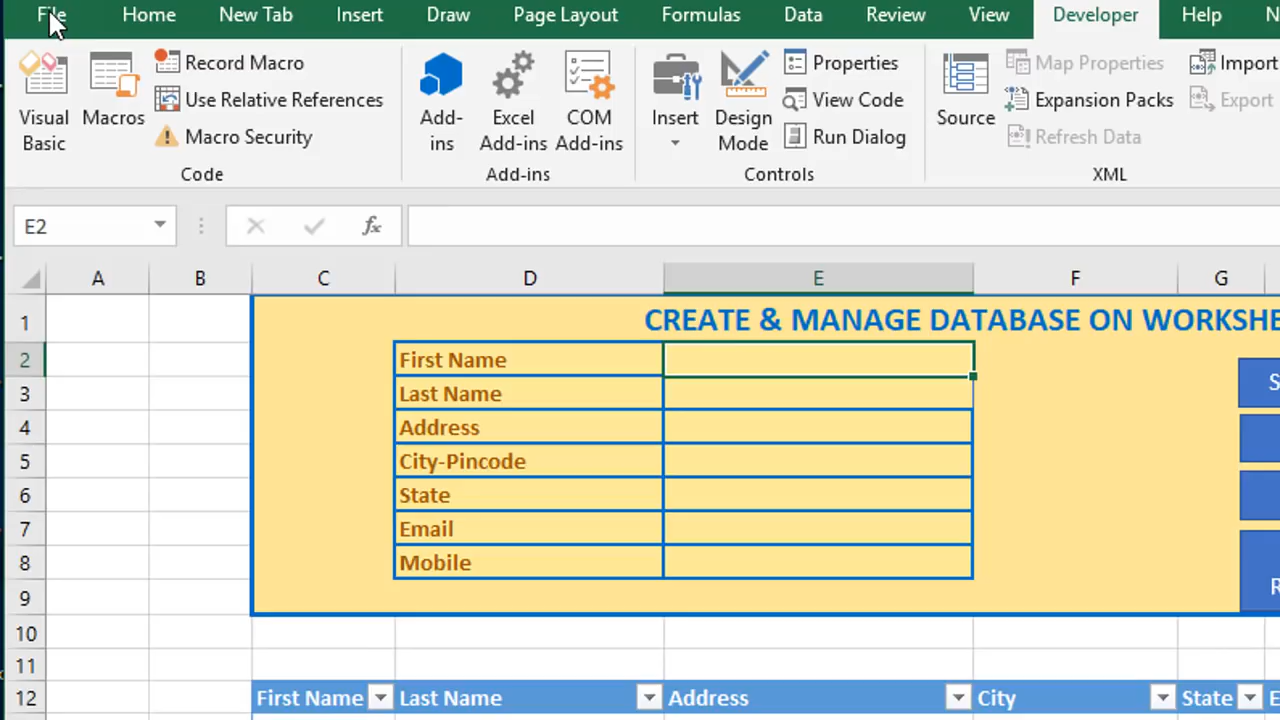 File Home New Tab Insert Draw Page Layout Formulas Data Review View Developer Help N
Visual Basic
Macros
Record Macro
Use Relative References
Macro Security
Code
Add-ins
Excel Add-ins
COM Add-ins
Add-ins
Insert
Design Mode
Properties
View Code
Run Dialog
Controls
Source
Map Properties
Expansion Packs
Refresh Data
Import
Export
XML
E2
fx
A B C D E F G
1 CREATE & MANAGE DATABASE ON WORKSHE
2 First Name
3 Last Name
S
4 Address
5 City-Pincode
6 State
7 Email
8 Mobile
R
9
10
11
12 First Name Last Name Address City State E